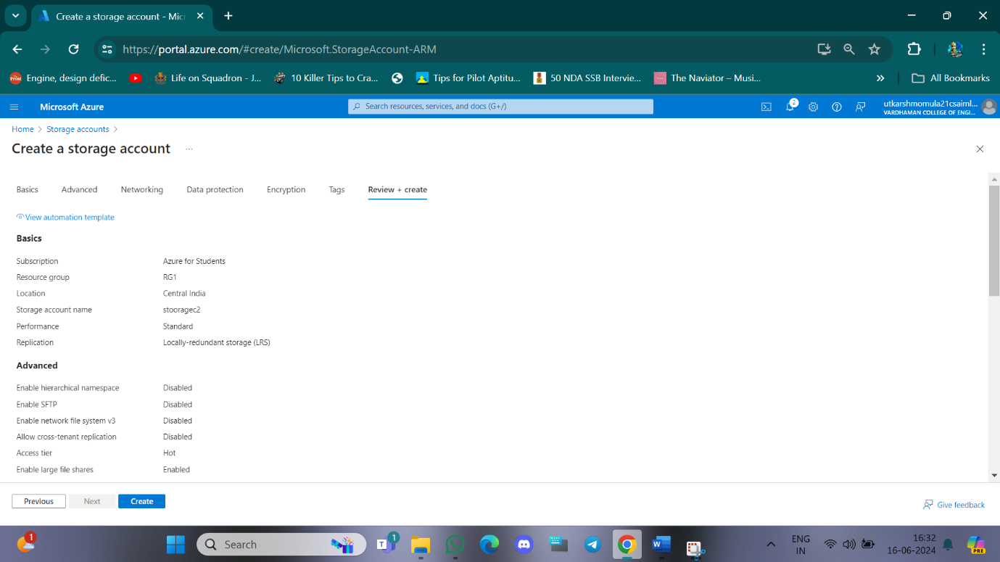 Create a storage account - Mic
https://portal.azure.com/#create/Microsoft.StorageAccount-ARM
Print
Engine, design defic...
Life on Squadron - J...
10 Killer Tips to Cra...
Tips for Pilot Aptitu...
50 NDA SSB Intervie...
The Naviator – Musi...
All Bookmarks
Microsoft Azure
Search resources, services, and docs (G+/)
2
utkarshmomula21csaiml...
VARDHAMAN COLLEGE OF ENGI...
Home > Storage accounts >
Create a storage account ...
Basics Advanced Networking Data protection Encryption Tags Review + create
View automation template
Basics
Subscription Azure for Students
Resource group RG1
Location Central India
Storage account name stooragec2
Performance Standard
Replication Locally-redundant storage (LRS)
Advanced
Enable hierarchical namespace Disabled
Enable SFTP Disabled
Enable network file system v3 Disabled
Allow cross-tenant replication Disabled
Access tier Hot
Enable large file shares Enabled
Previous Next Create
Give feedback
1
Search
T
1
W
ENG
IN
16:32
16-06-2024
PRE